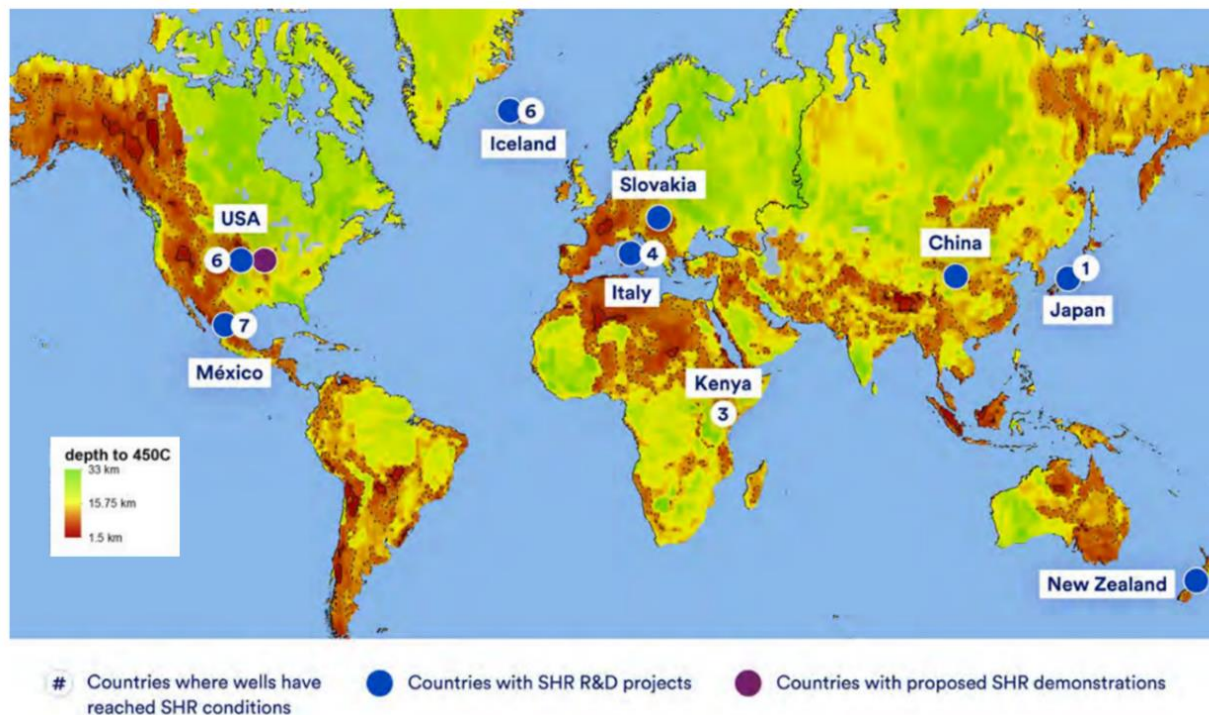 6
Iceland
Slovakia
USA
China
6
4
1
Italy
Japan
7
México
Kenya
3
depth to 450C
33 km
15.75 km
1.5 km
New Zealand
# Countries where wells have
reached SHR conditions
Countries with SHR R&D projects
Countries with proposed SHR demonstrations